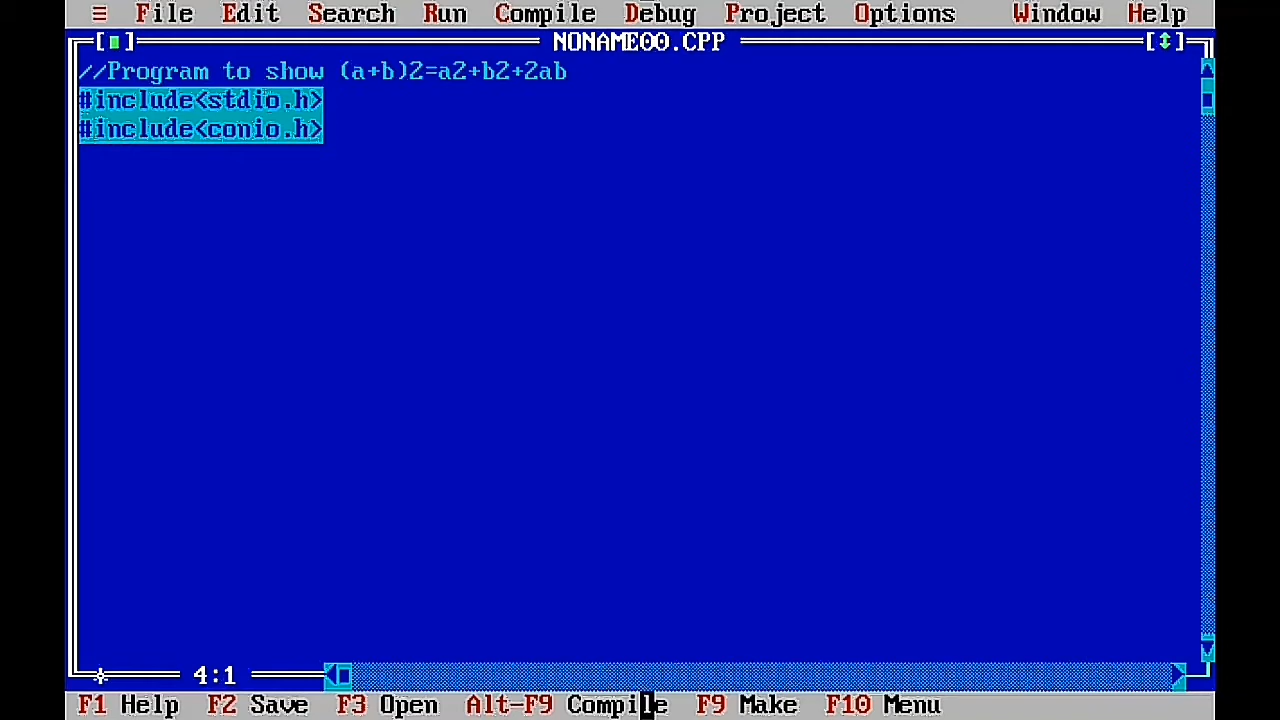 ≡ File Edit Search Run Compile Debug Project Options Window Help
[■] NONAME00.CPP [↕]
//Program to show (a+b)2=a2+b2+2ab
#include<stdio.h>
#include<conio.h>
4:1
F1 Help F2 Save F3 Open Alt-F9 Compile F9 Make F10 Menu